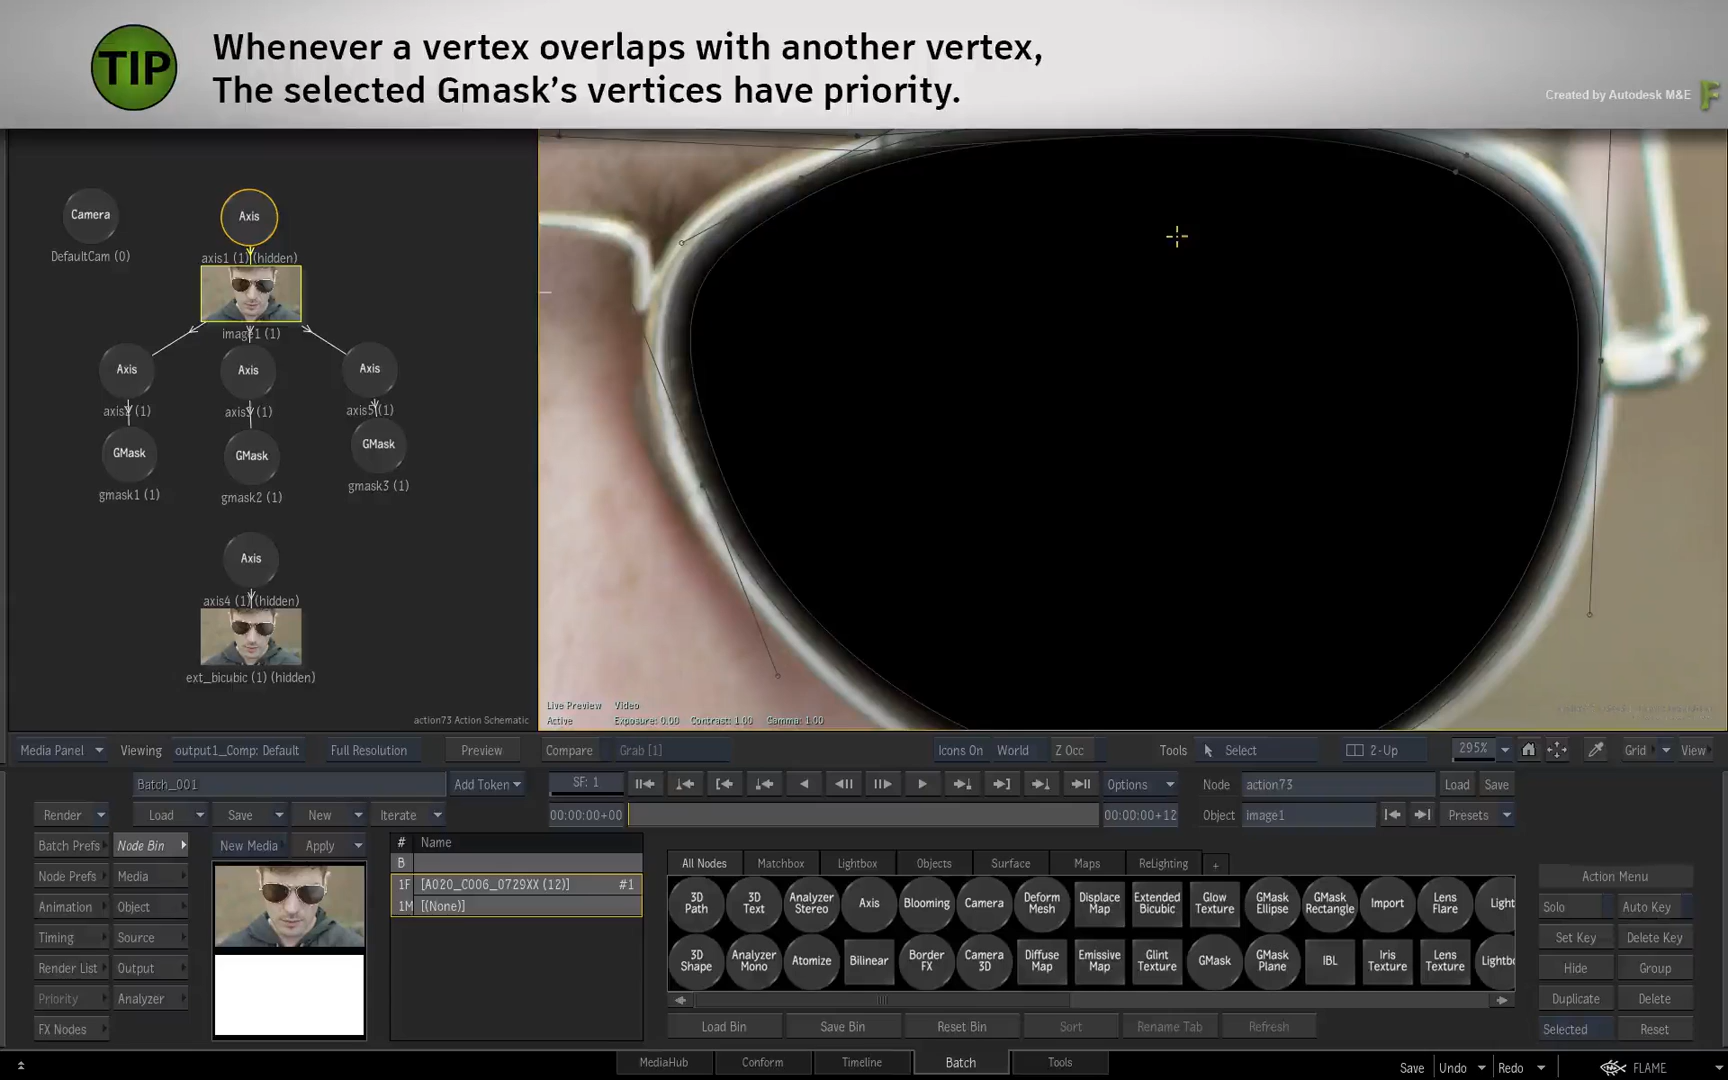 TIP
Whenever a vertex overlaps with another vertex,
The selected Gmask's vertices have priority.
Created by Autodesk M&E
Camera
DefaultCam (0)
Axis
axis1 (1) (hidden)
image1 (1)
Axis
Axis
Axis
axis2 (1)
axis5 (1)
GMask
GMask
GMask
gmask1 (1)
gmask2 (1)
gmask3 (1)
Axis
axis4 (1) (hidden)
ext_bicubic (1) (hidden)
action73 Action Schematic
Live Preview Video
Active Exposure: 0.00 Contrast: 1.00 Gamma: 1.00
Media Panel Viewing output1_Comp: Default Full Resolution Preview Compare Grab [1] Icons On World Z Occ Tools Select 2-Up 295% Grid View
Batch_001 Add Token SF: 1 Options Node action73 Load Save
Render Load Save New Iterate 00:00:00+00 00:00:00+12 Object image1 Presets
Batch Prefs Node Bin New Media Apply # Name
B
Node Prefs Media
Animation Object
Timing Source
Render List Output
Priority Analyzer
FX Nodes
1F [A020_C006_0729XX (12)] #1
1M [(None)]
All Nodes Matchbox Lightbox Objects Surface Maps ReLighting +
3D Path 3D Text Analyzer Stereo Axis Blooming Camera Deform Mesh Displace Map Extended Bicubic Glow Texture GMask Ellipse GMask Rectangle Import Lens Flare Light
3D Shape Analyzer Mono Atomize Bilinear Border FX Camera 3D Diffuse Map Emissive Map Glint Texture GMask GMask Plane IBL Iris Texture Lens Texture Lightbo
Load Bin Save Bin Reset Bin Sort Rename Tab Refresh
Action Menu
Solo Auto Key
Set Key Delete Key
Hide Group
Duplicate Delete
Selected Reset
MediaHub Conform Timeline Batch Tools
Save Undo Redo FLAME